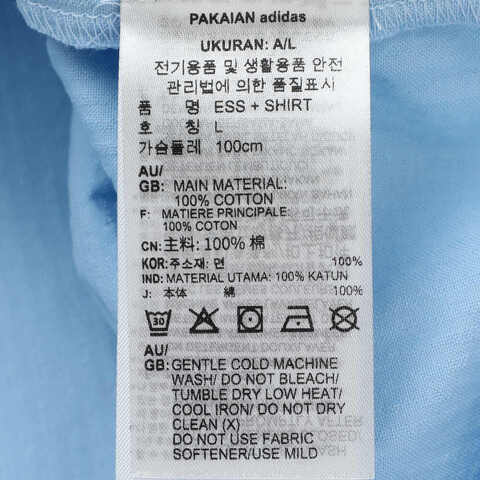 PAKAIAN adidas
UKURAN: A/L
전기용품 및 생활용품 안전
관리법에 의한 품질표시
품 명 ESS + SHIRT
호 칭 L
가슴둘레 100cm
AU/
GB: MAIN MATERIAL:
100% COTTON
F: MATIERE PRINCIPALE:
100% COTON
CN: 主料: 100% 棉
KOR: 주소재: 면 100%
IND: MATERIAL UTAMA: 100% KATUN
J: 本体 綿 100%
30
AU/
GB: GENTLE COLD MACHINE
WASH/ DO NOT BLEACH/
TUMBLE DRY LOW HEAT/
COOL IRON/ DO NOT DRY
CLEAN (X)
DO NOT USE FABRIC
SOFTENER/USE MILD